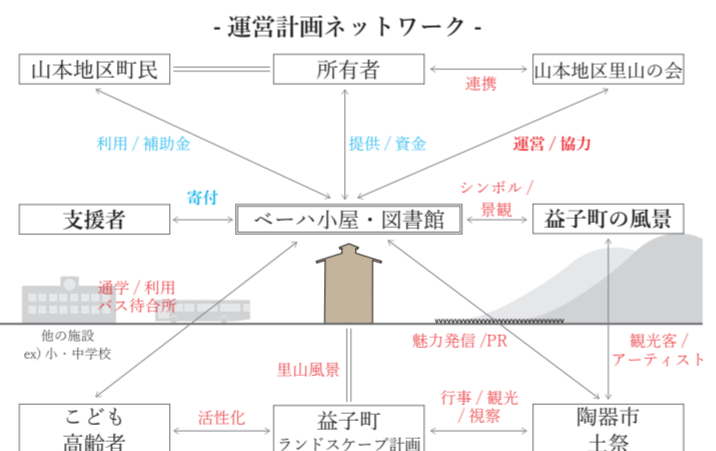 - 運営計画ネットワーク -
山本地区町民
所有者
連携
山本地区里山の会
利用 / 補助金
提供 / 資金
運営 / 協力
支援者
寄付
ベーハ小屋・図書館
シンボル /
景観
益子町の風景
通学 / 利用
バス待合所
他の施設
ex) 小・中学校
里山風景
魅力発信 /PR
観光客 /
アーティスト
こども
高齢者
活性化
益子町
ランドスケープ計画
行事 / 観光
/ 視察
陶器市
土祭